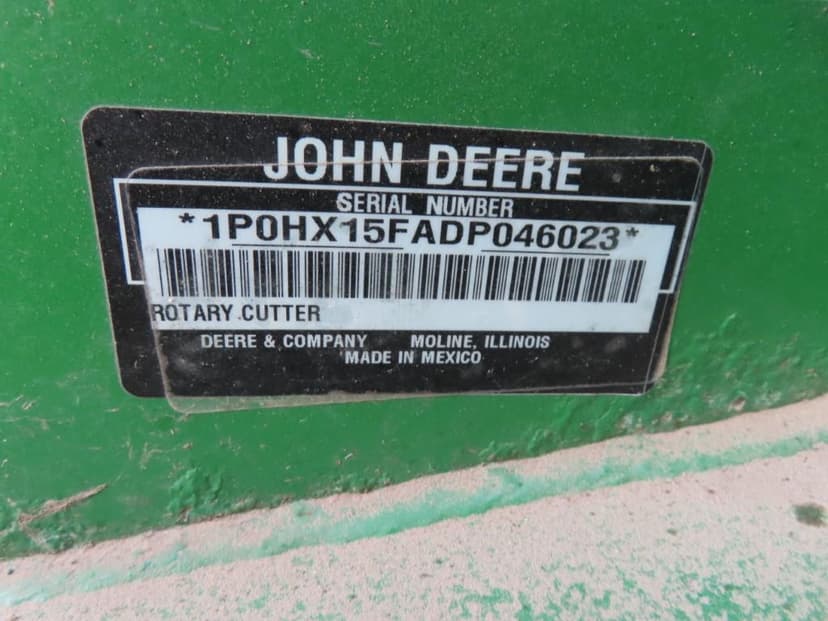 JOHN DEERE
SERIAL NUMBER
*1P0HX15FADP046023*
ROTARY CUTTER
DEERE & COMPANY MOLINE, ILLINOIS
MADE IN MEXICO